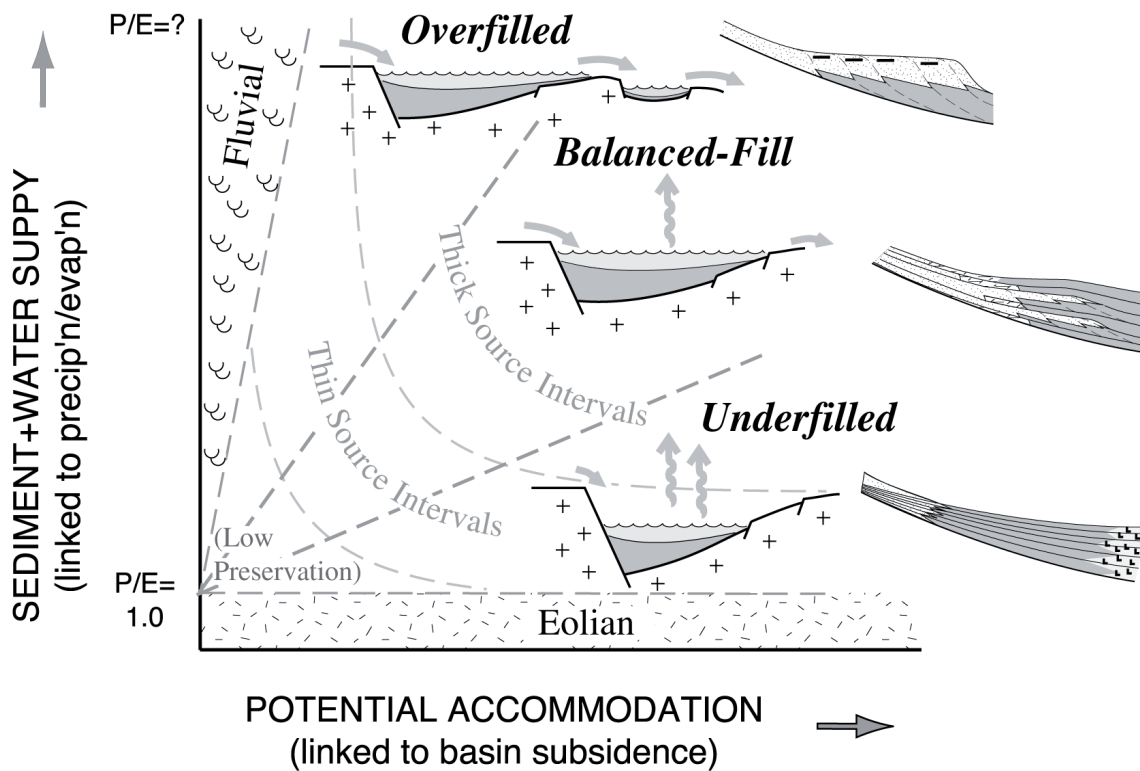 P/E=?
Overfilled
Fluvial
Balanced-Fill
SEDIMENT+WATER SUPPY
(linked to precip'n/evap'n)
Thick Source Intervals
Thin Source Intervals
Underfilled
(Low
Preservation)
P/E=
1.0
Eolian
POTENTIAL ACCOMMODATION
(linked to basin subsidence)